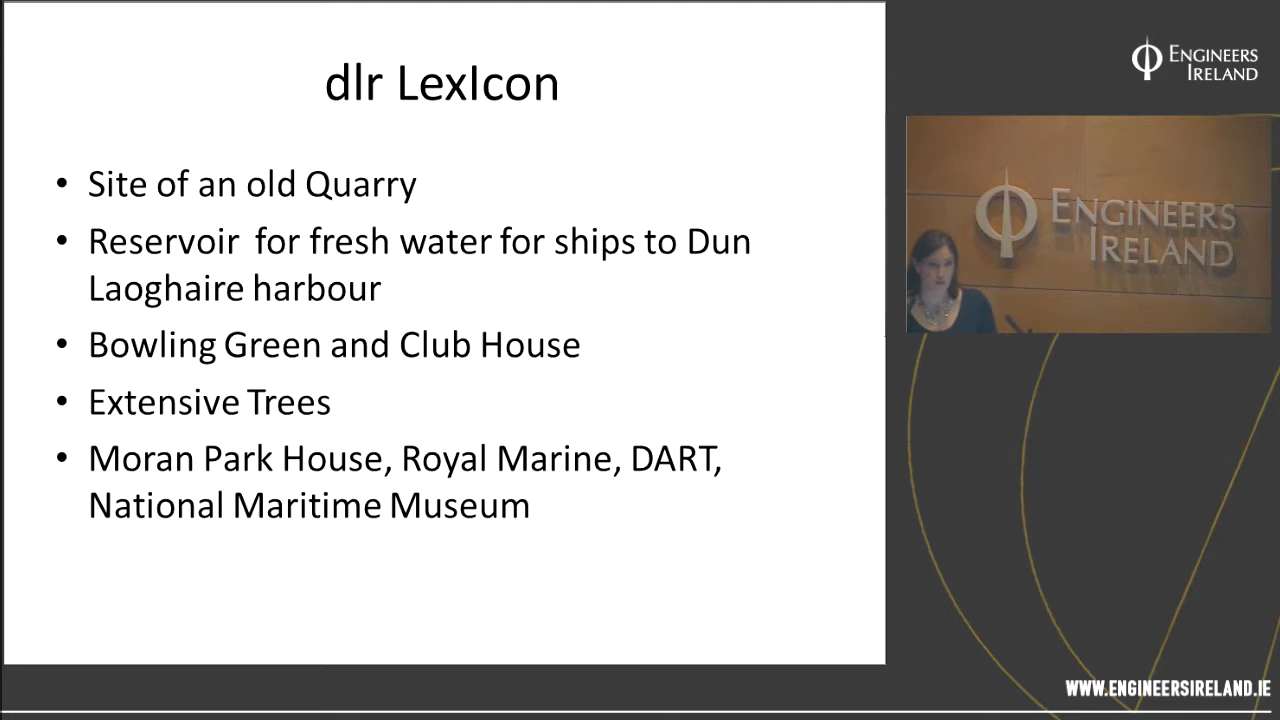 dlr LexIcon
• Site of an old Quarry
• Reservoir for fresh water for ships to Dun
Laoghaire harbour
• Bowling Green and Club House
• Extensive Trees
• Moran Park House, Royal Marine, DART,
National Maritime Museum
ENGINEERS
IRELAND
ENGINEERS
IRELAND
WWW.ENGINEERSIRELAND.IE